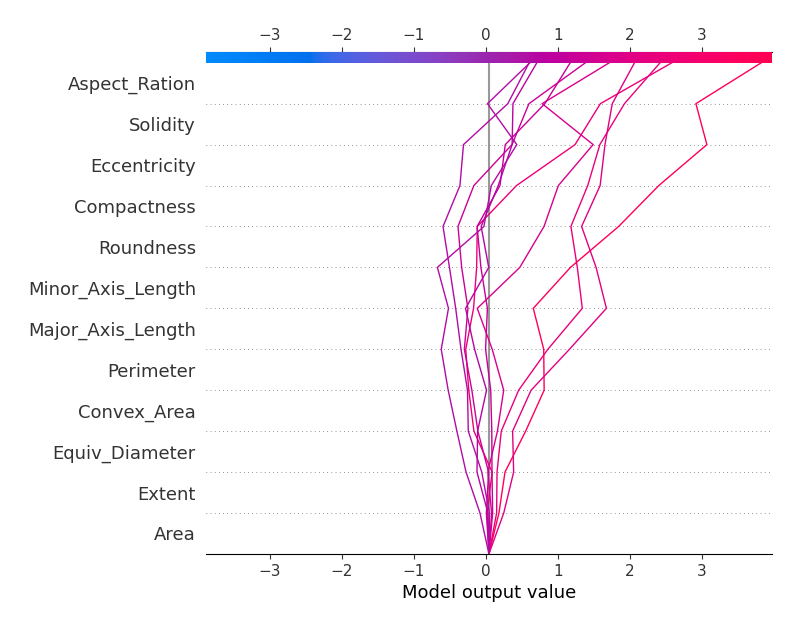 −3 −2 −1 0 1 2 3
Aspect_Ration
Solidity
Eccentricity
Compactness
Roundness
Minor_Axis_Length
Major_Axis_Length
Perimeter
Convex_Area
Equiv_Diameter
Extent
Area
−3 −2 −1 0 1 2 3
Model output value